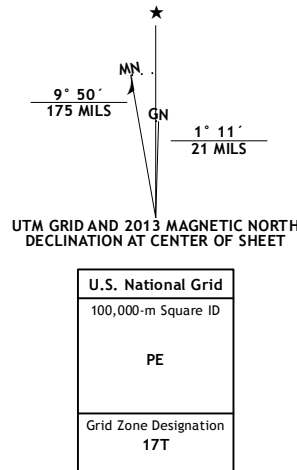 ★
MN
9° 50´
175 MILS
GN
1° 11´
21 MILS
UTM GRID AND 2013 MAGNETIC NORTH
DECLINATION AT CENTER OF SHEET
U.S. National Grid
100,000-m Square ID
PE
Grid Zone Designation
17T